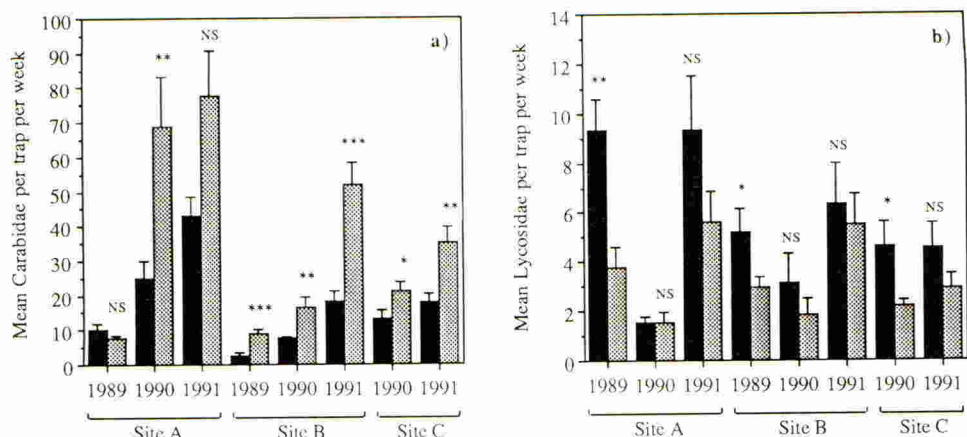 a)
Mean Carabidae per trap per week
100
90
80
70
60
50
40
30
20
10
0
NS
**
NS
***
**
***
*
**
1989 1990 1991 1989 1990 1991 1990 1991
Site A Site B Site C
b)
Mean Lycosidae per trap per week
14
12
10
8
6
4
2
0
**
NS
NS
*
NS
NS
*
NS
1989 1990 1991 1989 1990 1991 1990 1991
Site A Site B Site C